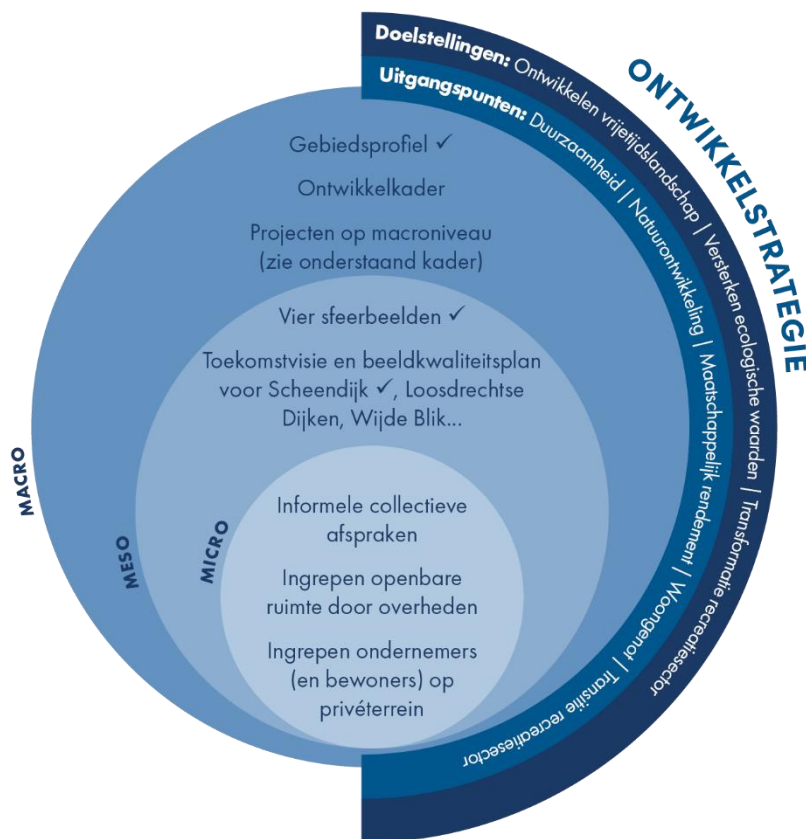 ONTWIKKELSTRATEGIE
Doelstellingen: Ontwikkelen vrijetijdslandschap | Versterken ecologische waarden | Transformatie recreatiesector
Uitgangspunten: Duurzaamheid | Natuurontwikkeling | Maatschappelijk rendement | Woongenot | Transitie recreatiesector
MACRO
Gebiedsprofiel ✓
Ontwikkelkader
Projecten op macroniveau
(zie onderstaand kader)
MESO
Vier sfeerbeelden ✓
Toekomstvisie en beeldkwaliteitsplan
voor Scheendijk ✓, Loosdrechtse
Dijken, Wijde Blik...
MICRO
Informele collectieve
afspraken
Ingrepen openbare
ruimte door overheden
Ingrepen ondernemers
(en bewoners) op
privéterrein